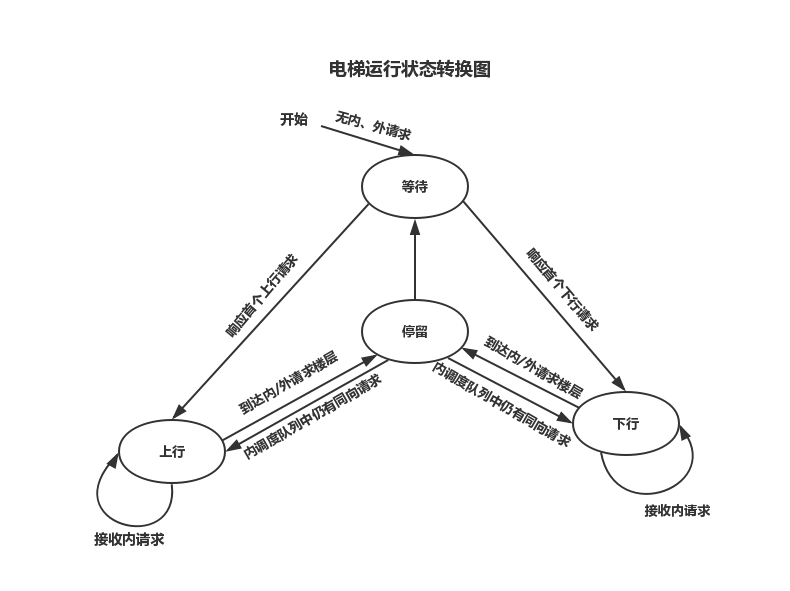 电梯运行状态转换图
开始
无内、外请求
等待
响应首个上行请求
响应首个下行请求
停留
到达内/外请求楼层
到达内/外请求楼层
内调度队列中仍有同向请求
内调度队列中仍有同向请求
上行
下行
接收内请求
接收内请求